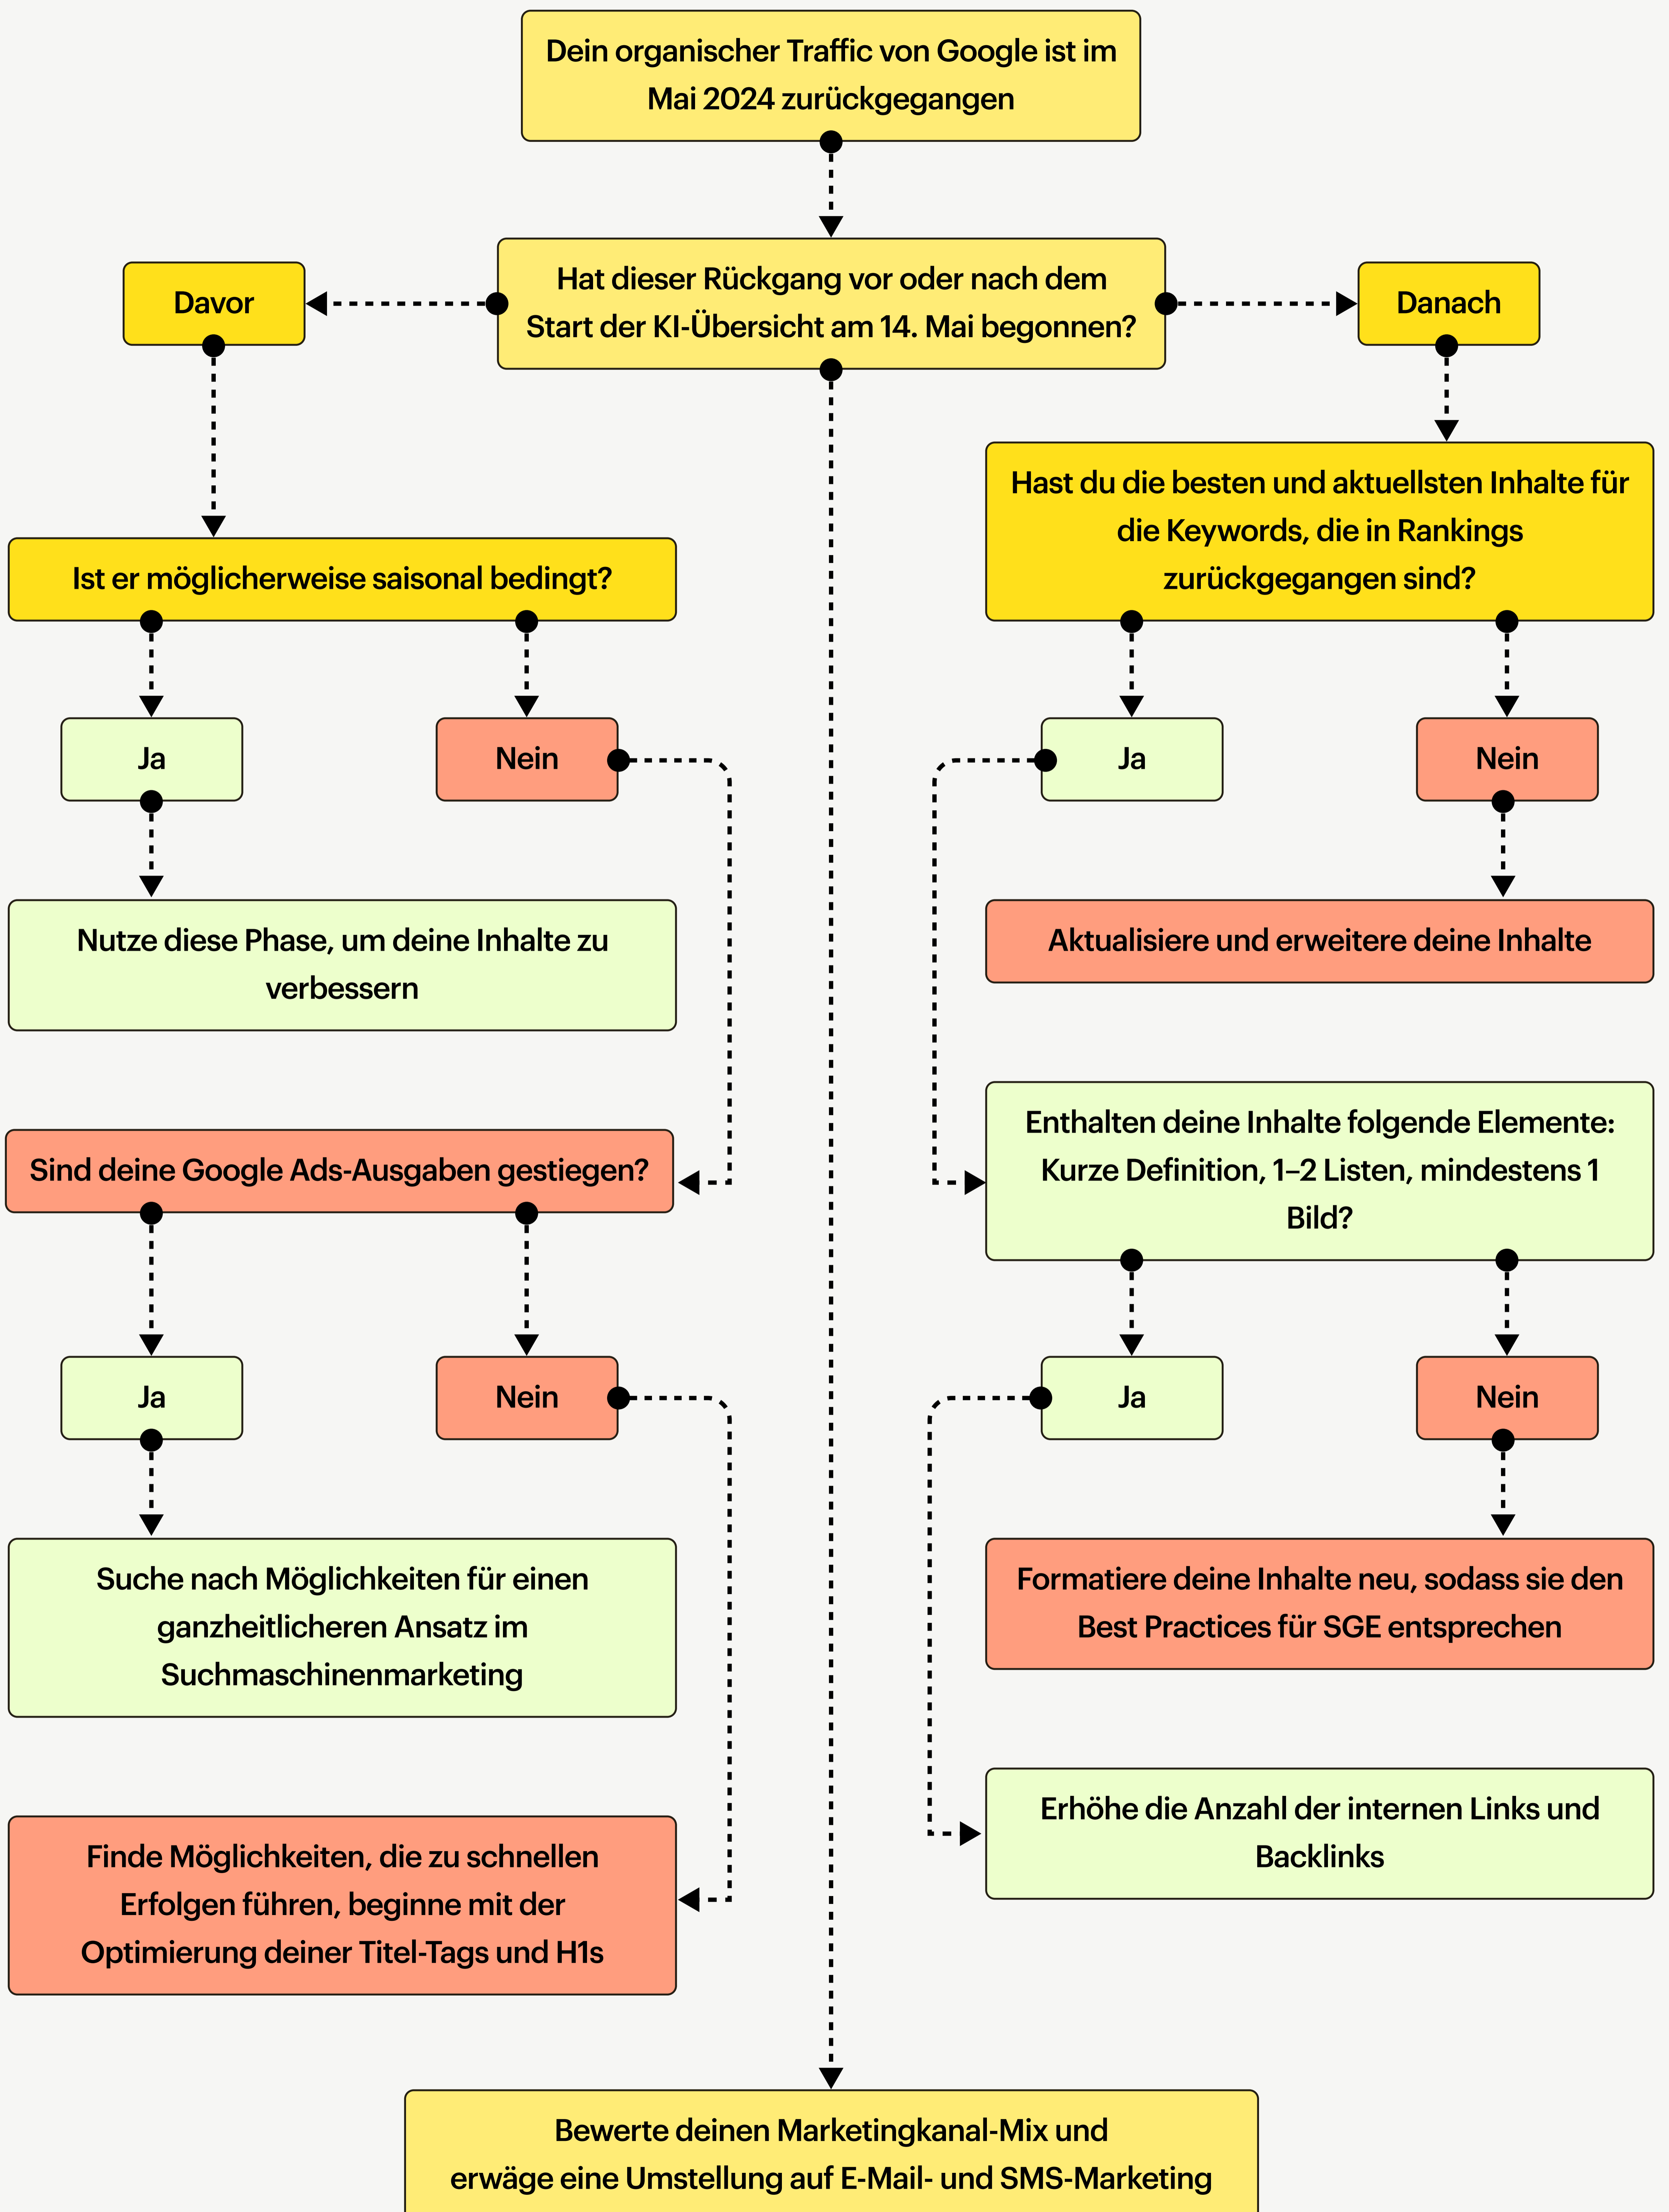 Dein organischer Traffic von Google ist im
Mai 2024 zurückgegangen
Hat dieser Rückgang vor oder nach dem
Start der KI-Übersicht am 14. Mai begonnen?
Davor
Danach
Hast du die besten und aktuellsten Inhalte für
die Keywords, die in Rankings
zurückgegangen sind?
Ist er möglicherweise saisonal bedingt?
Ja
Nein
Ja
Nein
Nutze diese Phase, um deine Inhalte zu
verbessern
Aktualisiere und erweitere deine Inhalte
Enthalten deine Inhalte folgende Elemente:
Kurze Definition, 1–2 Listen, mindestens 1
Bild?
Sind deine Google Ads-Ausgaben gestiegen?
Ja
Nein
Ja
Nein
Suche nach Möglichkeiten für einen
ganzheitlicheren Ansatz im
Suchmaschinenmarketing
Formatiere deine Inhalte neu, sodass sie den
Best Practices für SGE entsprechen
Erhöhe die Anzahl der internen Links und
Backlinks
Finde Möglichkeiten, die zu schnellen
Erfolgen führen, beginne mit der
Optimierung deiner Titel-Tags und H1s
Bewerte deinen Marketingkanal-Mix und
erwäge eine Umstellung auf E-Mail- und SMS-Marketing